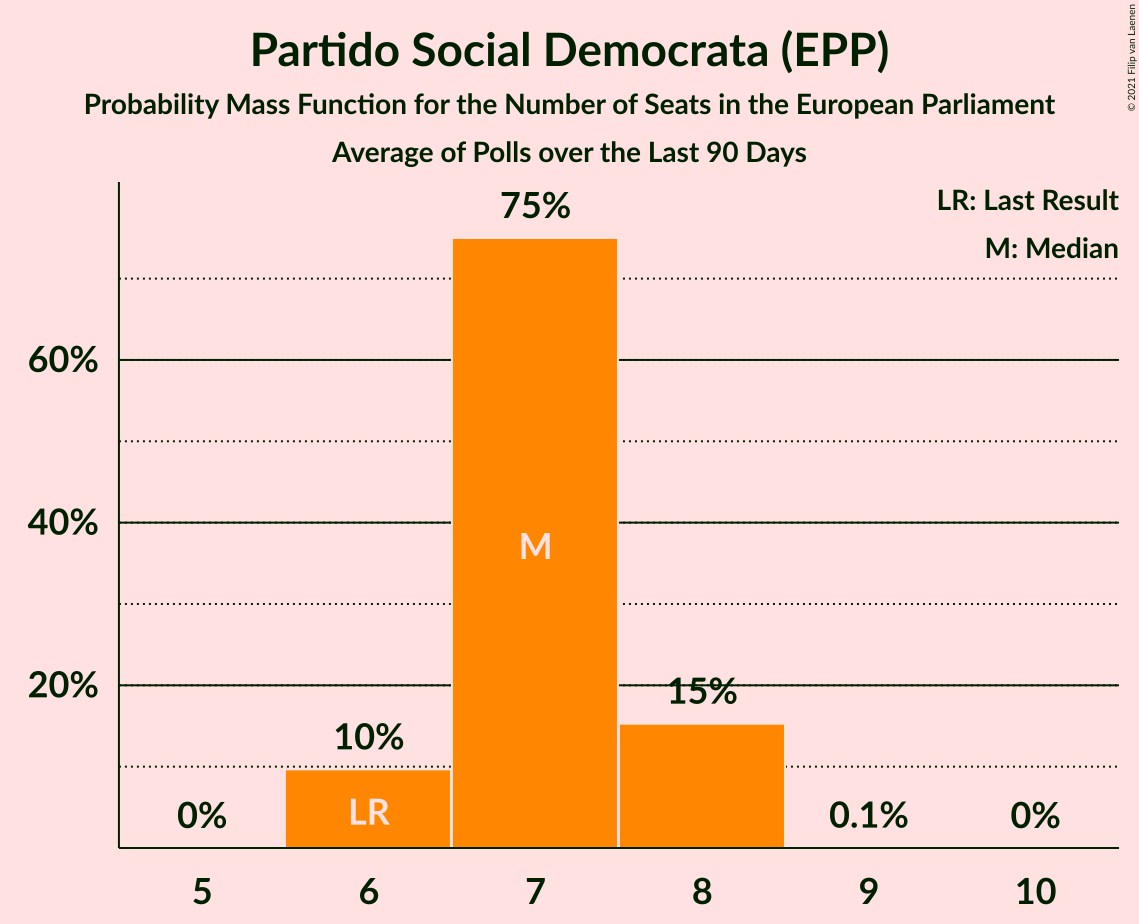 Partido Social Democrata (EPP)
Probability Mass Function for the Number of Seats in the European Parliament
Average of Polls over the Last 90 Days
© 2021 Filip van Laenen
LR: Last Result
M: Median
75%
60%
40%
M
20%
15%
10%
LR
0%
0.1%
0%
5 6 7 8 9 10